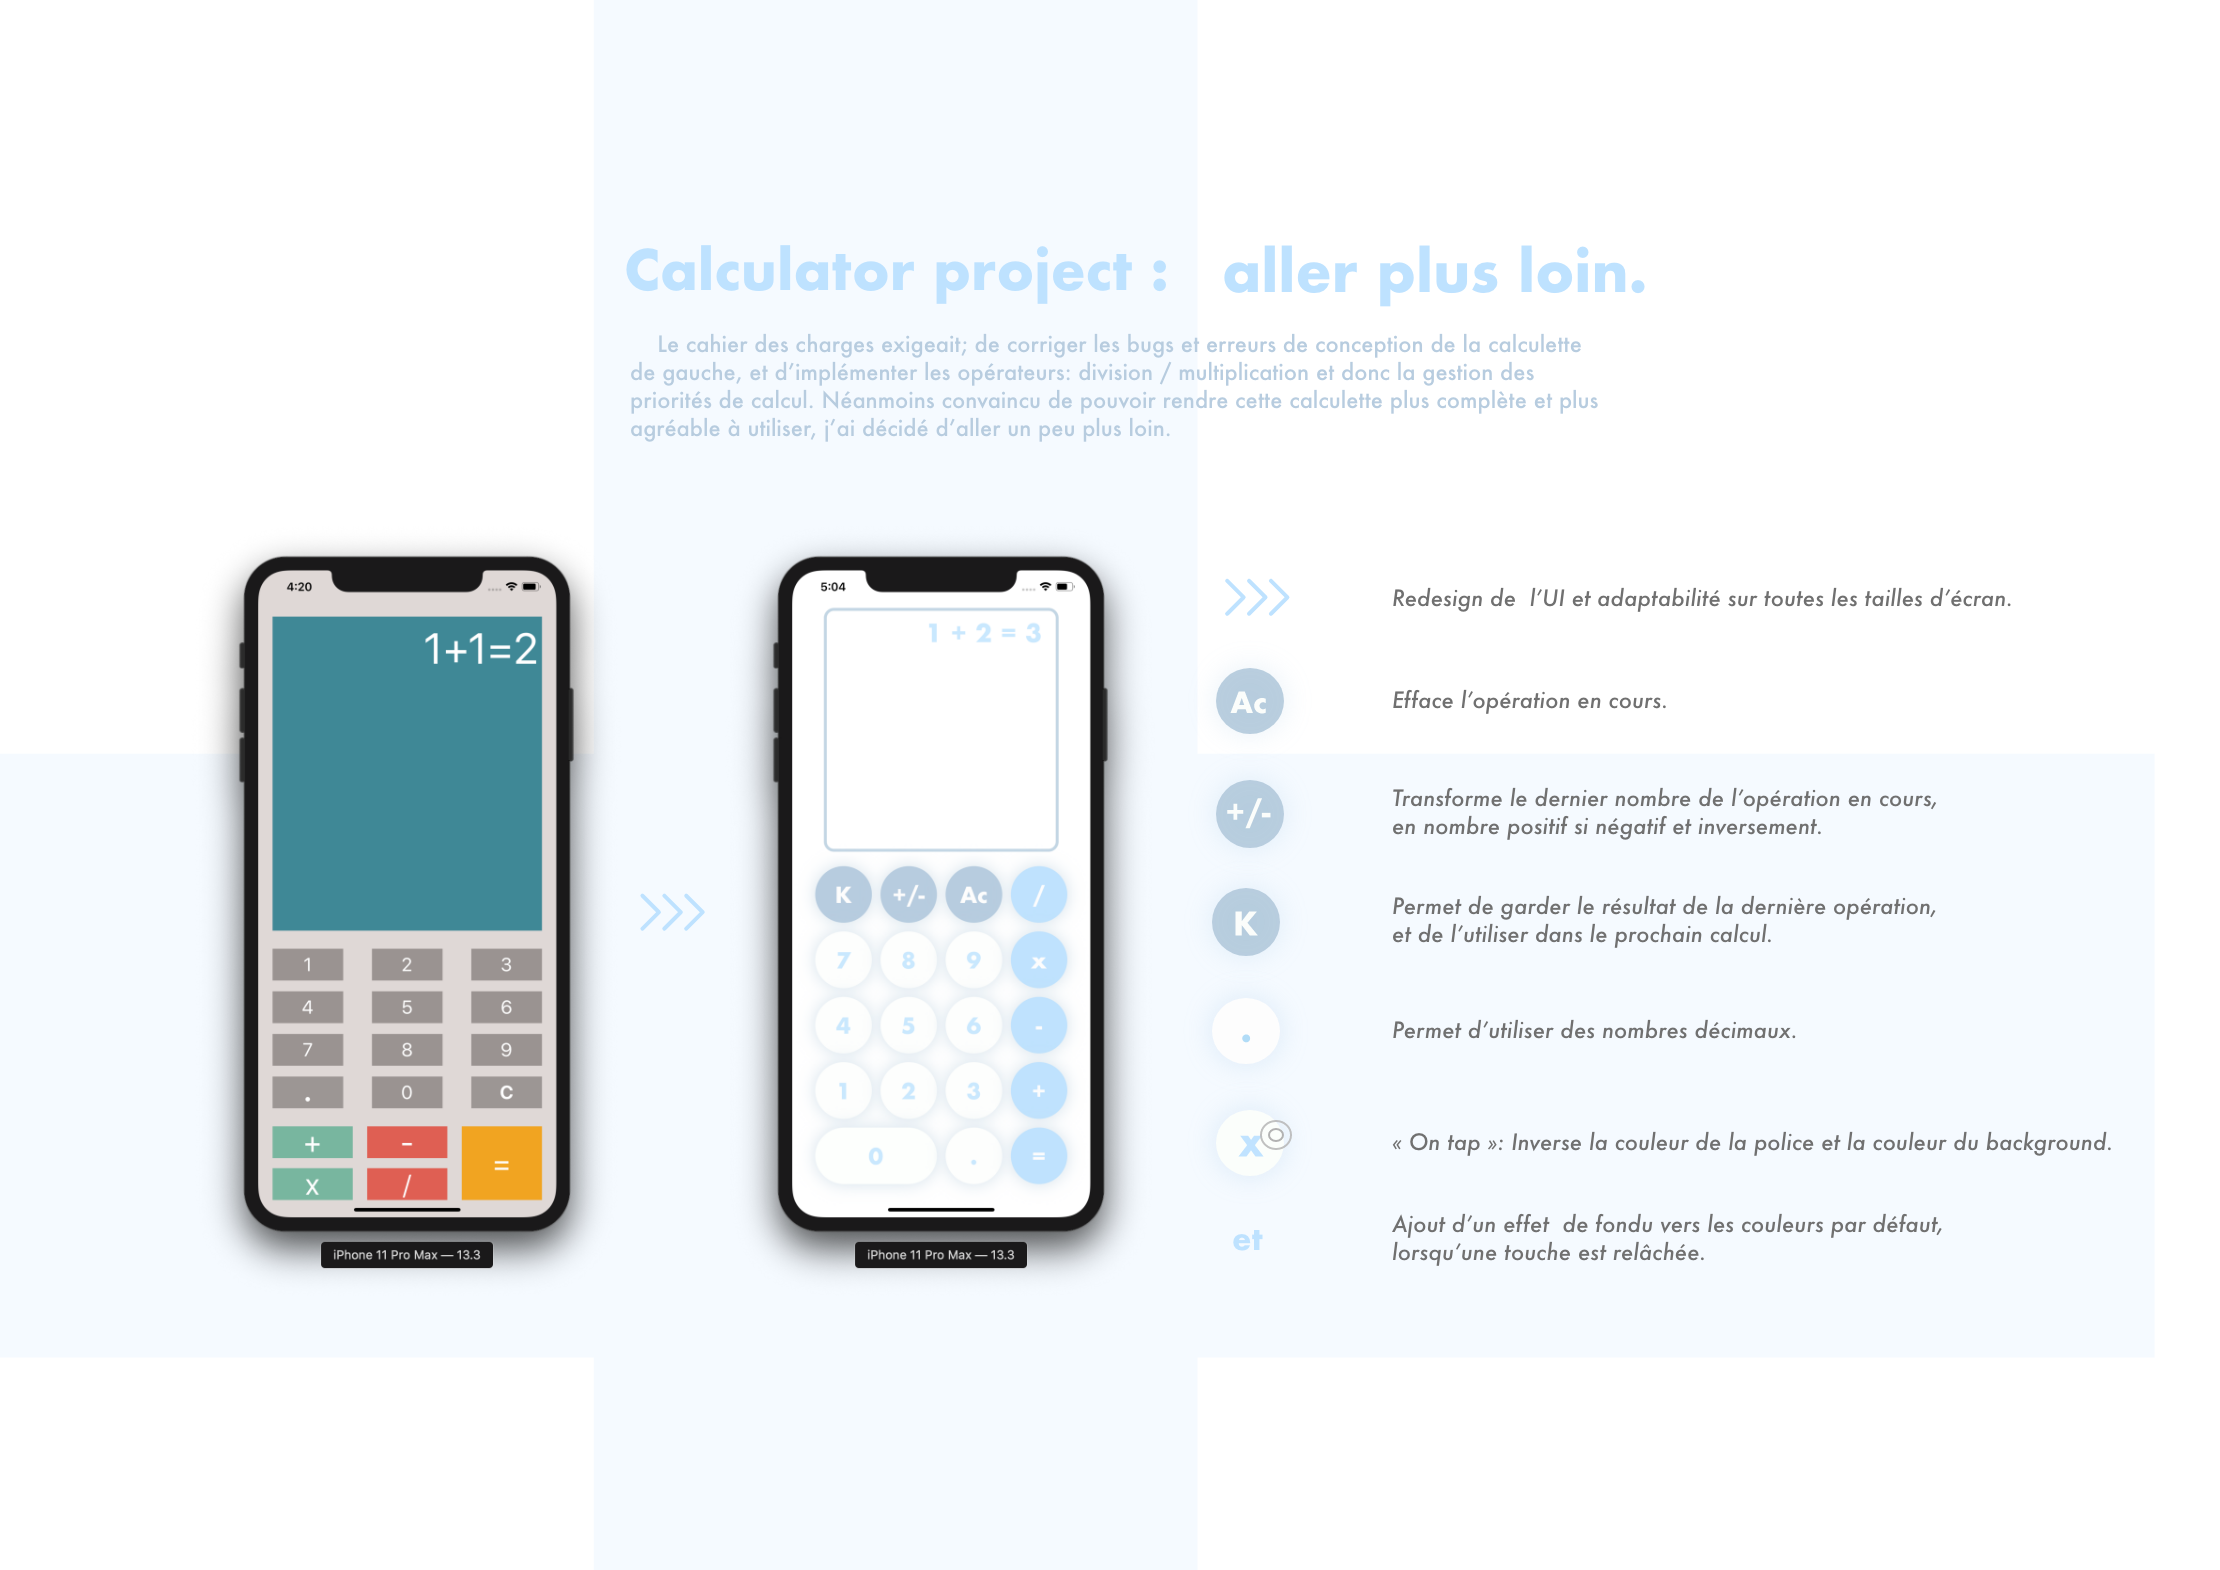 Calculator project : aller plus loin.
Le cahier des charges exigeait; de corriger les bugs et erreurs de conception de la calculette
de gauche, et d’implémenter les opérateurs: division / multiplication et donc la gestion des
priorités de calcul. Néanmoins convaincu de pouvoir rendre cette calculette plus complète et plus
agréable à utiliser, j’ai décidé d’aller un peu plus loin.
4:20
1+1=2
1 2 3
4 5 6
7 8 9
. 0 C
+ - =
X /
iPhone 11 Pro Max — 13.3
5:04
1 + 2 = 3
K +/- Ac /
7 8 9 x
4 5 6 -
1 2 3 +
0 . =
iPhone 11 Pro Max — 13.3
Redesign de  l’UI et adaptabilité sur toutes les tailles d’écran.
Ac
Efface l’opération en cours.
+/-
Transforme le dernier nombre de l’opération en cours,
en nombre positif si négatif et inversement.
K
Permet de garder le résultat de la dernière opération,
et de l’utiliser dans le prochain calcul.
.
Permet d’utiliser des nombres décimaux.
x
« On tap »: Inverse la couleur de la police et la couleur du background.
et
Ajout d’un effet  de fondu vers les couleurs par défaut,
lorsqu’une touche est relâchée.